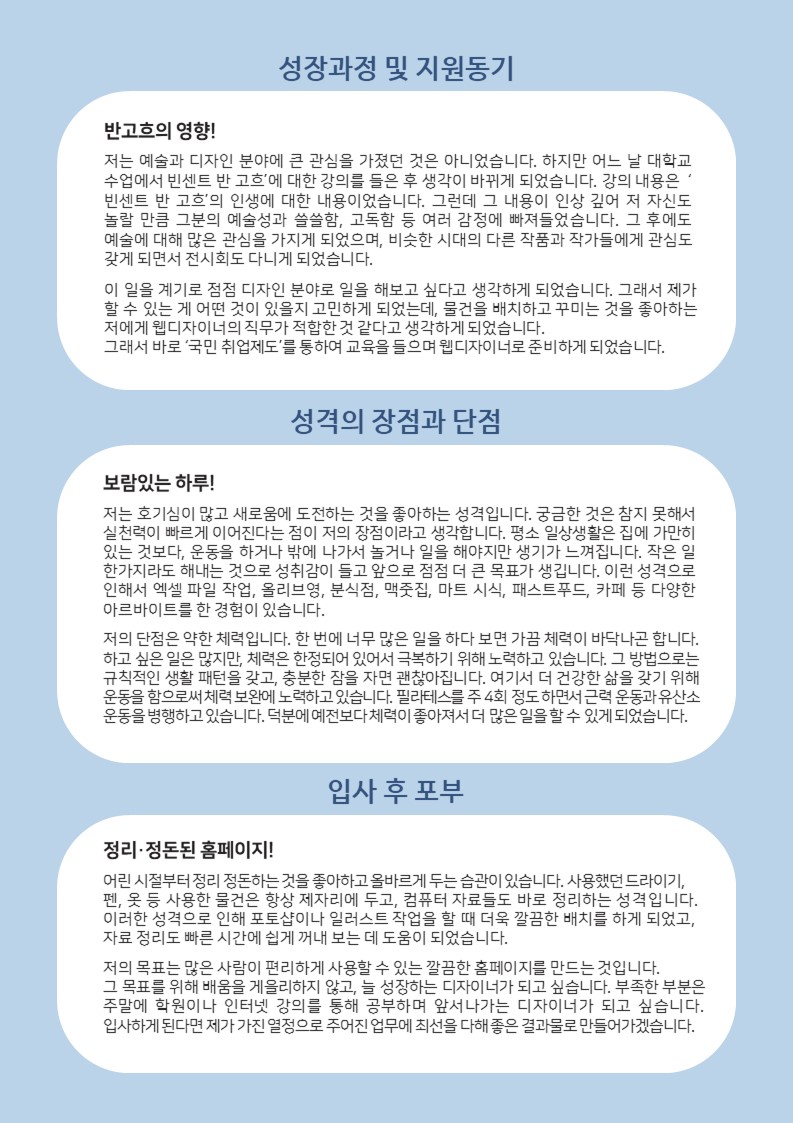 성장과정 및 지원동기
반고흐의 영향!
저는 예술과 디자인 분야에 큰 관심을 가졌던 것은 아니었습니다. 하지만 어느 날 대학교
수업에서 빈센트 반 고흐’에 대한 강의를 들은 후 생각이 바뀌게 되었습니다. 강의 내용은 ‘
빈센트 반 고흐’의 인생에 대한 내용이었습니다. 그런데 그 내용이 인상 깊어 저 자신도
놀랄 만큼 그분의 예술성과 쓸쓸함, 고독함 등 여러 감정에 빠져들었습니다. 그 후에도
예술에 대해 많은 관심을 가지게 되었으며, 비슷한 시대의 다른 작품과 작가들에게 관심도
갖게 되면서 전시회도 다니게 되었습니다.
이 일을 계기로 점점 디자인 분야로 일을 해보고 싶다고 생각하게 되었습니다. 그래서 제가
할 수 있는 게 어떤 것이 있을지 고민하게 되었는데, 물건을 배치하고 꾸미는 것을 좋아하는
저에게 웹디자이너의 직무가 적합한 것 같다고 생각하게 되었습니다.
그래서 바로 ‘국민 취업제도’를 통하여 교육을 들으며 웹디자이너로 준비하게 되었습니다.
성격의 장점과 단점
보람있는 하루!
저는 호기심이 많고 새로움에 도전하는 것을 좋아하는 성격입니다. 궁금한 것은 참지 못해서
실천력이 빠르게 이어진다는 점이 저의 장점이라고 생각합니다. 평소 일상생활은 집에 가만히
있는 것보다, 운동을 하거나 밖에 나가서 놀거나 일을 해야지만 생기가 느껴집니다. 작은 일
한가지라도 해내는 것으로 성취감이 들고 앞으로 점점 더 큰 목표가 생깁니다. 이런 성격으로
인해서 엑셀 파일 작업, 올리브영, 분식점, 맥줏집, 마트 시식, 패스트푸드, 카페 등 다양한
아르바이트를 한 경험이 있습니다.
저의 단점은 약한 체력입니다. 한 번에 너무 많은 일을 하다 보면 가끔 체력이 바닥나곤 합니다.
하고 싶은 일은 많지만, 체력은 한정되어 있어서 극복하기 위해 노력하고 있습니다. 그 방법으로는
규칙적인 생활 패턴을 갖고, 충분한 잠을 자면 괜찮아집니다. 여기서 더 건강한 삶을 갖기 위해
운동을 함으로써 체력 보완에 노력하고 있습니다. 필라테스를 주 4회 정도 하면서 근력 운동과 유산소
운동을 병행하고 있습니다. 덕분에 예전보다 체력이 좋아져서 더 많은 일을 할 수 있게 되었습니다.
입사 후 포부
정리·정돈된 홈페이지!
어린 시절부터 정리 정돈하는 것을 좋아하고 올바르게 두는 습관이 있습니다. 사용했던 드라이기,
펜, 옷 등 사용한 물건은 항상 제자리에 두고, 컴퓨터 자료들도 바로 정리하는 성격입니다.
이러한 성격으로 인해 포토샵이나 일러스트 작업을 할 때 더욱 깔끔한 배치를 하게 되었고,
자료 정리도 빠른 시간에 쉽게 꺼내 보는 데 도움이 되었습니다.
저의 목표는 많은 사람이 편리하게 사용할 수 있는 깔끔한 홈페이지를 만드는 것입니다.
그 목표를 위해 배움을 게을리하지 않고, 늘 성장하는 디자이너가 되고 싶습니다. 부족한 부분은
주말에 학원이나 인터넷 강의를 통해 공부하며 앞서나가는 디자이너가 되고 싶습니다.
입사하게 된다면 제가 가진 열정으로 주어진 업무에 최선을 다해 좋은 결과물로 만들어가겠습니다.